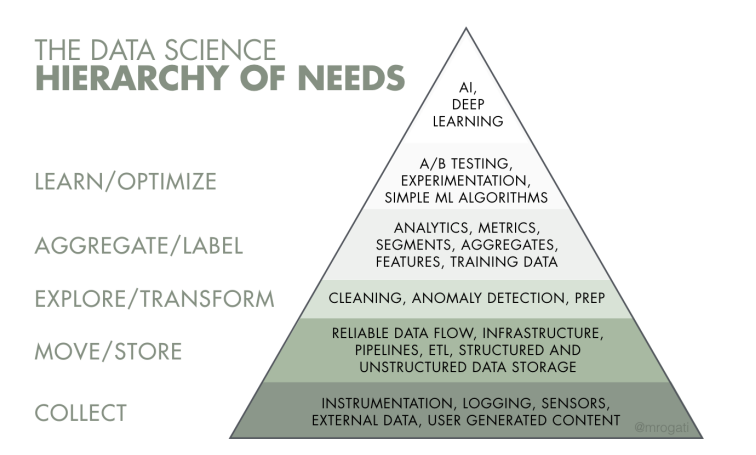 THE DATA SCIENCE
HIERARCHY OF NEEDS
AI,
DEEP
LEARNING
LEARN/OPTIMIZE
A/B TESTING,
EXPERIMENTATION,
SIMPLE ML ALGORITHMS
AGGREGATE/LABEL
ANALYTICS, METRICS,
SEGMENTS, AGGREGATES,
FEATURES, TRAINING DATA
EXPLORE/TRANSFORM
CLEANING, ANOMALY DETECTION, PREP
MOVE/STORE
RELIABLE DATA FLOW, INFRASTRUCTURE,
PIPELINES, ETL, STRUCTURED AND
UNSTRUCTURED DATA STORAGE
COLLECT
INSTRUMENTATION, LOGGING, SENSORS,
EXTERNAL DATA, USER GENERATED CONTENT
@mrogati